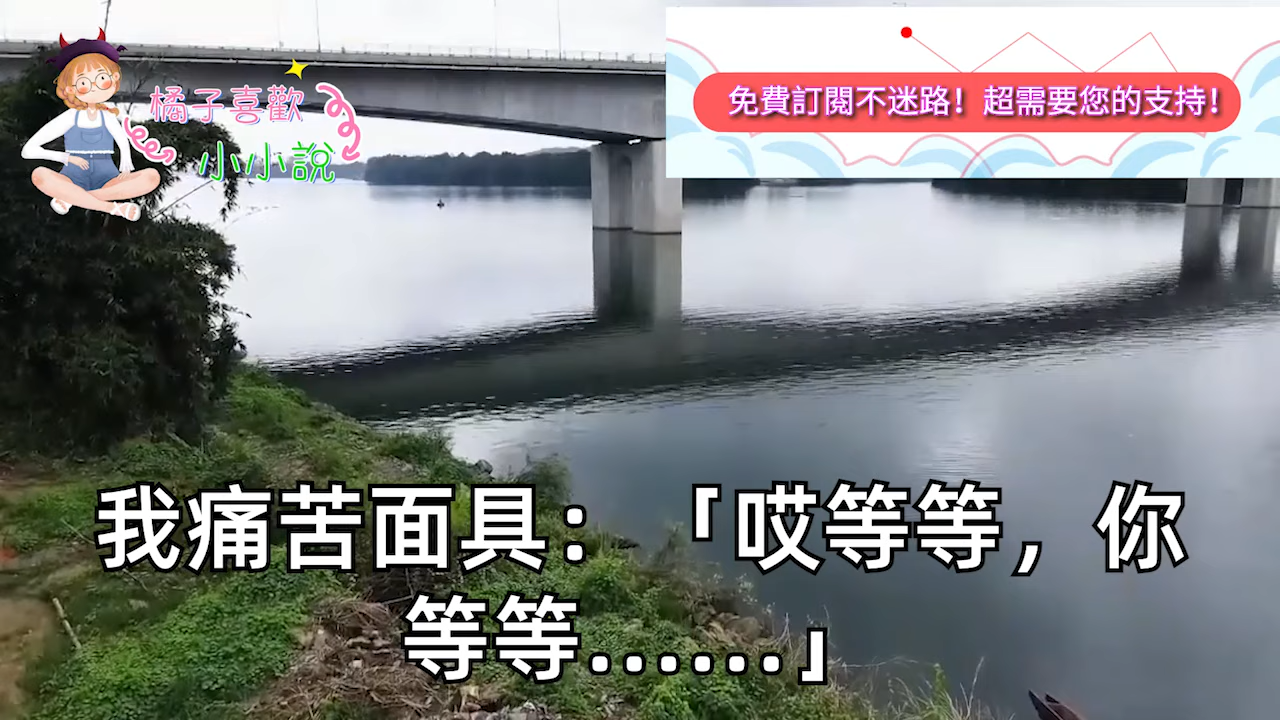 橘子喜歡
小小說
免費訂閱不迷路！超需要您的支持！
我痛苦面具：「哎等等，你
等等......」